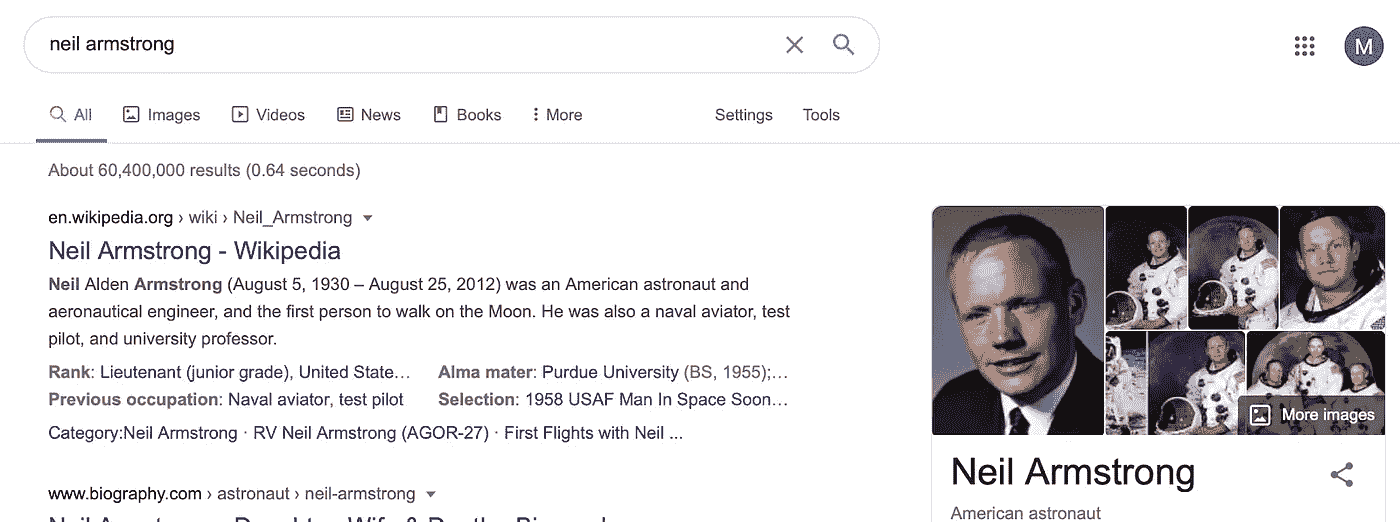 neil armstrong
M
All Images Videos News Books More Settings Tools
About 60,400,000 results (0.64 seconds)
en.wikipedia.org › wiki › Neil_Armstrong
Neil Armstrong - Wikipedia
Neil Alden Armstrong (August 5, 1930 – August 25, 2012) was an American astronaut and
aeronautical engineer, and the first person to walk on the Moon. He was also a naval aviator, test
pilot, and university professor.
Rank: Lieutenant (junior grade), United State… Alma mater: Purdue University (BS, 1955);…
Previous occupation: Naval aviator, test pilot Selection: 1958 USAF Man In Space Soon…
Category:Neil Armstrong · RV Neil Armstrong (AGOR-27) · First Flights with Neil ...
www.biography.com › astronaut › neil-armstrong
More images
Neil Armstrong
American astronaut